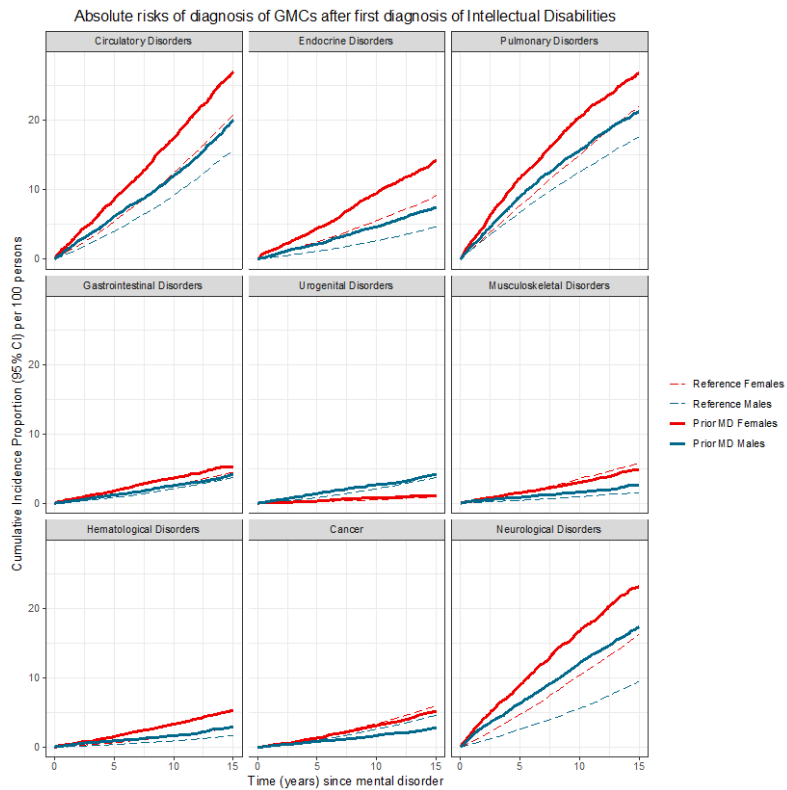 Absolute risks of diagnosis of GMCs after first diagnosis of Intellectual Disabilities
Circulatory Disorders
Endocrine Disorders
Pulmonary Disorders
20
10
0
Gastrointestinal Disorders
Urogenital Disorders
Musculoskeletal Disorders
20
10
0
Hematological Disorders
Cancer
Neurological Disorders
20
10
0
0 5 10 15
0 5 10 15
0 5 10 15
Cumulative Incidence Proportion (95% CI) per 100 persons
Time (years) since mental disorder
Reference Females
Reference Males
Prior MD Females
Prior MD Males